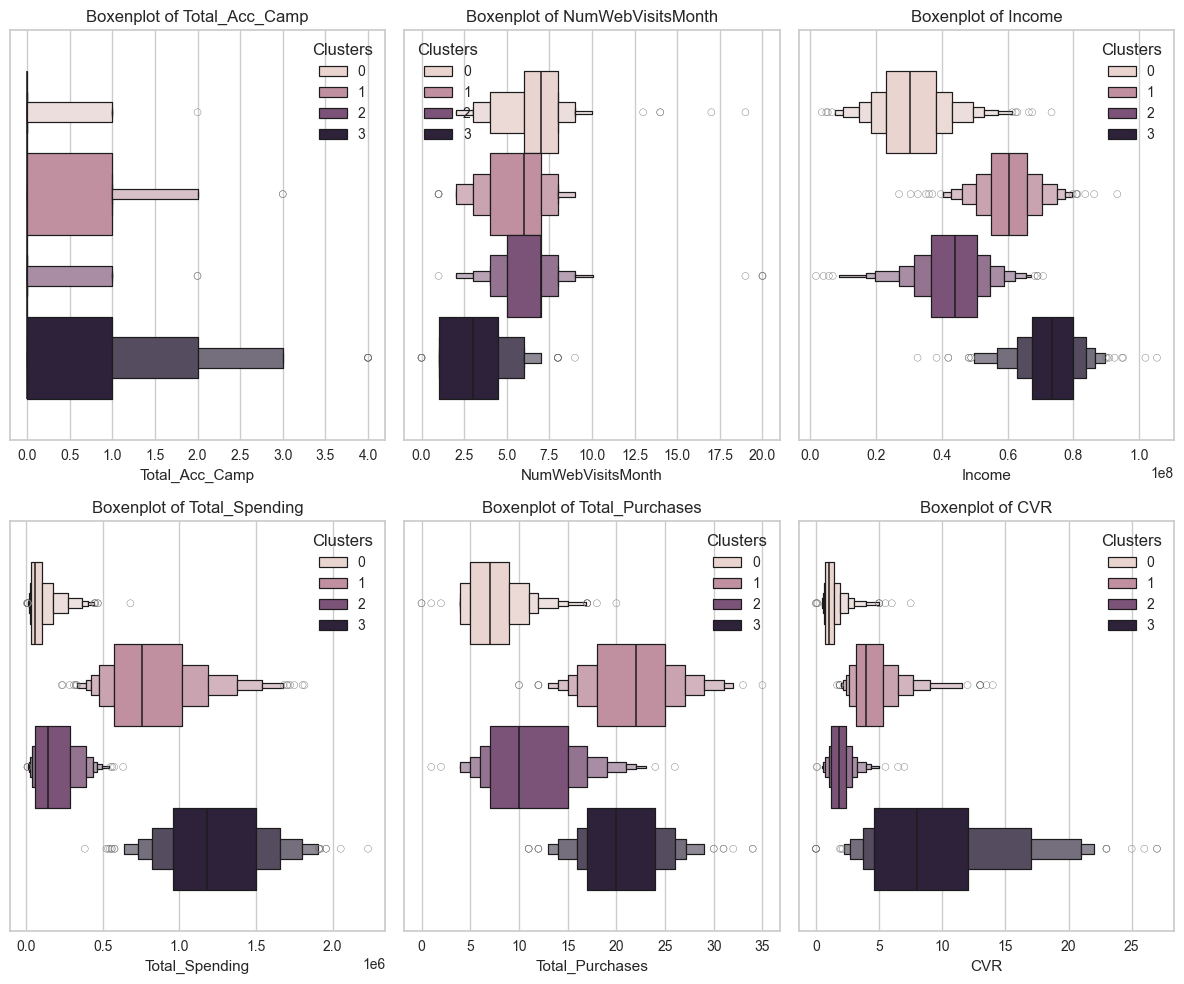 Boxenplot of Total_Acc_Camp
Clusters
0
1
2
3
0.0 0.5 1.0 1.5 2.0 2.5 3.0 3.5 4.0
Total_Acc_Camp
Boxenplot of NumWebVisitsMonth
Clusters
0
1
2
3
0.0 2.5 5.0 7.5 10.0 12.5 15.0 17.5 20.0
NumWebVisitsMonth
Boxenplot of Income
Clusters
0
1
2
3
0.0 0.2 0.4 0.6 0.8 1.0
1e8
Income
Boxenplot of Total_Spending
Clusters
0
1
2
3
0.0 0.5 1.0 1.5 2.0
1e6
Total_Spending
Boxenplot of Total_Purchases
Clusters
0
1
2
3
0 5 10 15 20 25 30 35
Total_Purchases
Boxenplot of CVR
Clusters
0
1
2
3
0 5 10 15 20 25
CVR